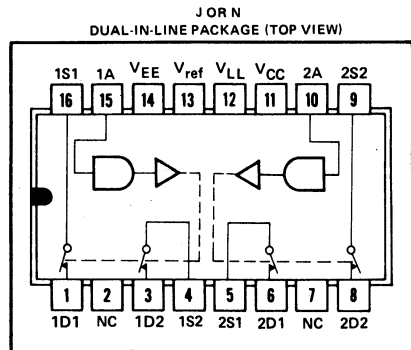 J OR N
DUAL-IN-LINE PACKAGE (TOP VIEW)
1S1 1A VEE Vref VLL VCC 2A 2S2
16 15 14 13 12 11 10 9
1 2 3 4 5 6 7 8
1D1 NC 1D2 1S2 2S1 2D1 NC 2D2